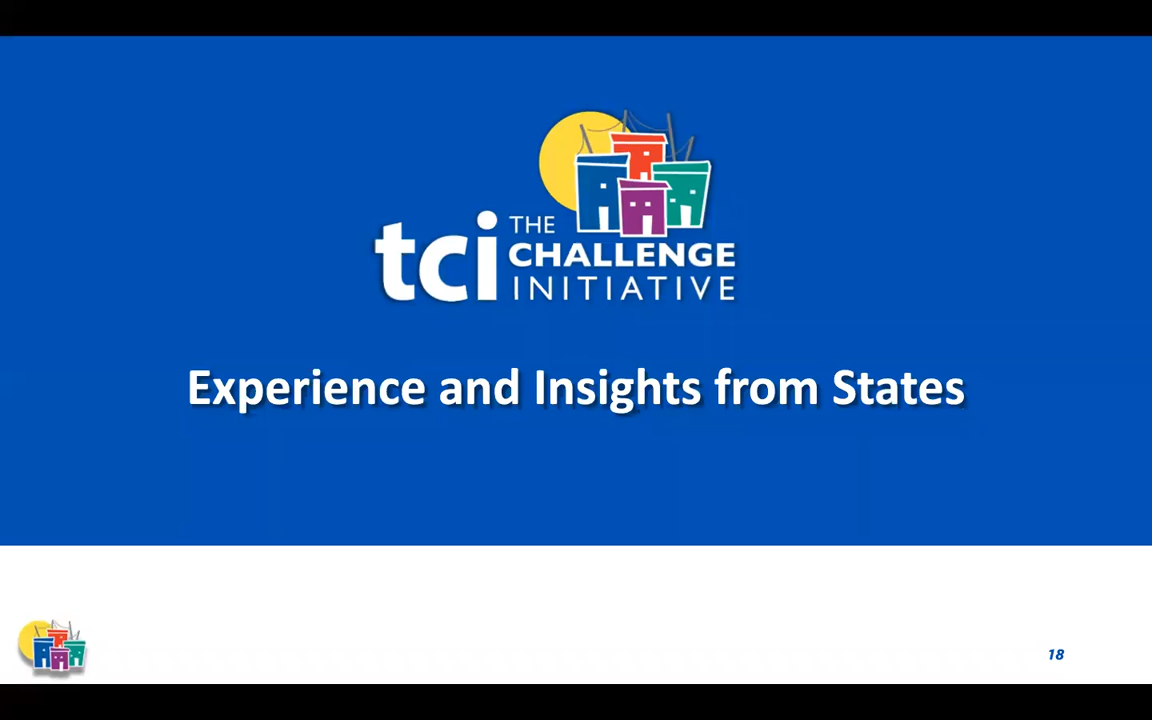 tci THE
CHALLENGE
INITIATIVE
Experience and Insights from States
18